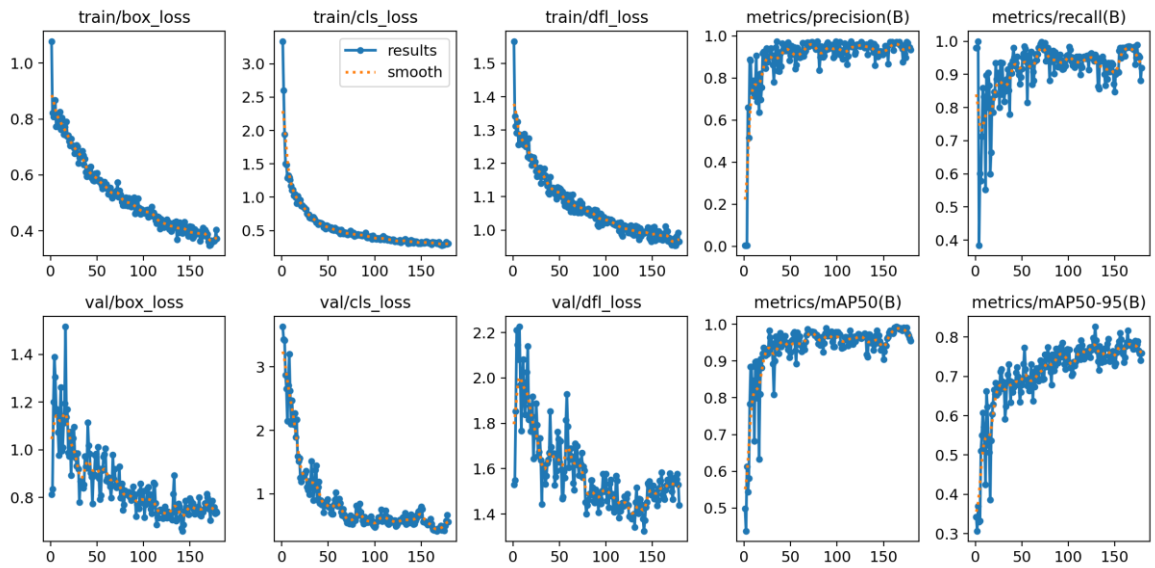 train/box_loss
train/cls_loss
train/dfl_loss
metrics/precision(B)
metrics/recall(B)
1.0
0.8
0.6
0.4
0 50 100 150
3.0
2.5
2.0
1.5
1.0
0.5
0 50 100 150
results
smooth
1.5
1.4
1.3
1.2
1.1
1.0
0 50 100 150
1.0
0.8
0.6
0.4
0.2
0.0
0 50 100 150
1.0
0.9
0.8
0.7
0.6
0.5
0.4
0 50 100 150
val/box_loss
val/cls_loss
val/dfl_loss
metrics/mAP50(B)
metrics/mAP50-95(B)
1.4
1.2
1.0
0.8
0 50 100 150
3
2
1
0 50 100 150
2.2
2.0
1.8
1.6
1.4
0 50 100 150
1.0
0.9
0.8
0.7
0.6
0.5
0 50 100 150
0.8
0.7
0.6
0.5
0.4
0.3
0 50 100 150